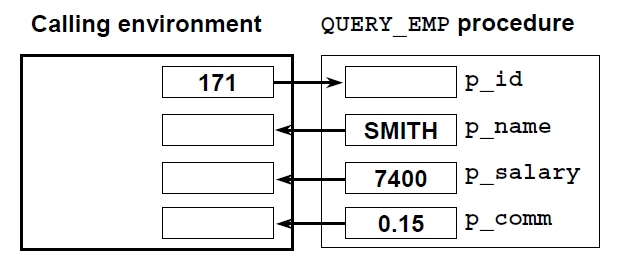 Calling environment QUERY_EMP procedure
171 p_id
SMITH p_name
7400 p_salary
0.15 p_comm